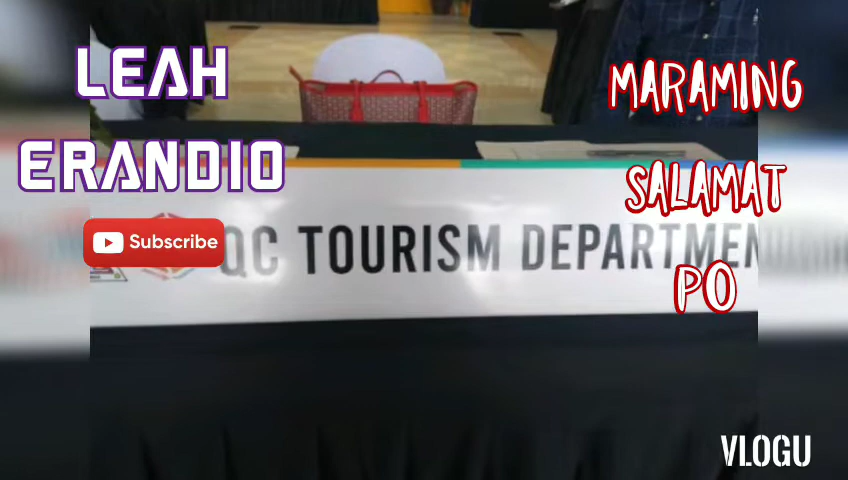 LEAH
ERANDIO
Subscribe
QC TOURISM DEPARTMEN
MARAMING
SALAMAT
PO
VLOGU